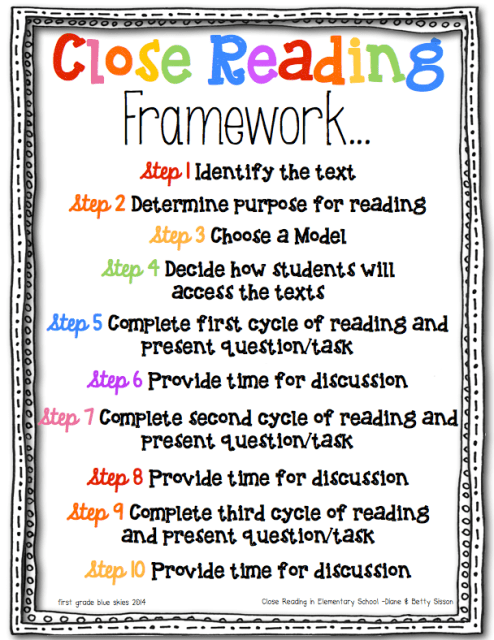 Close Reading
Framework...
Step 1 Identify the text
Step 2 Determine purpose for reading
Step 3 Choose a Model
Step 4 Decide how students will
access the texts
Step 5 Complete first cycle of reading and
present question/task
Step 6 Provide time for discussion
Step 7 Complete second cycle of reading and
present question/task
Step 8 Provide time for discussion
Step 9 Complete third cycle of reading
and present question/task
Step 10 Provide time for discussion
first grade blue skies 2014
Close Reading in Elementary School -Diane & Betty Sisson